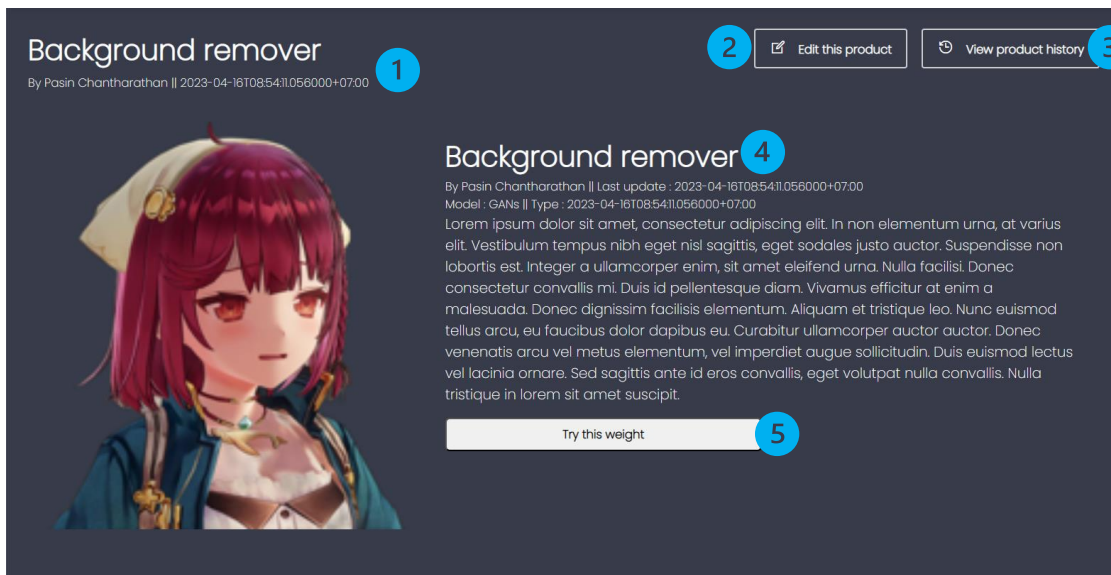 Background remover
By Pasin Chantharathan || 2023-04-16T08:54:11.056000+07:00
1
2
Edit this product
View product history
3
Background remover
4
By Pasin Chantharathan || Last update : 2023-04-16T08:54:11.056000+07:00
Model : GANs || Type : 2023-04-16T08:54:11.056000+07:00
Lorem ipsum dolor sit amet, consectetur adipiscing elit. In non elementum urna, at varius
elit. Vestibulum tempus nibh eget nisl sagittis, eget sodales justo auctor. Suspendisse non
lobortis est. Integer a ullamcorper enim, sit amet eleifend urna. Nulla facilisi. Donec
consectetur convallis mi. Duis id pellentesque diam. Vivamus efficitur at enim a
malesuada. Donec dignissim facilisis elementum. Aliquam et tristique leo. Nunc euismod
tellus arcu, eu faucibus dolor dapibus eu. Curabitur ullamcorper auctor auctor. Donec
venenatis arcu vel metus elementum, vel imperdiet augue sollicitudin. Duis euismod lectus
vel lacinia ornare. Sed sagittis ante id eros convallis, eget volutpat nulla convallis. Nulla
tristique in lorem sit amet suscipit.
Try this weight
5